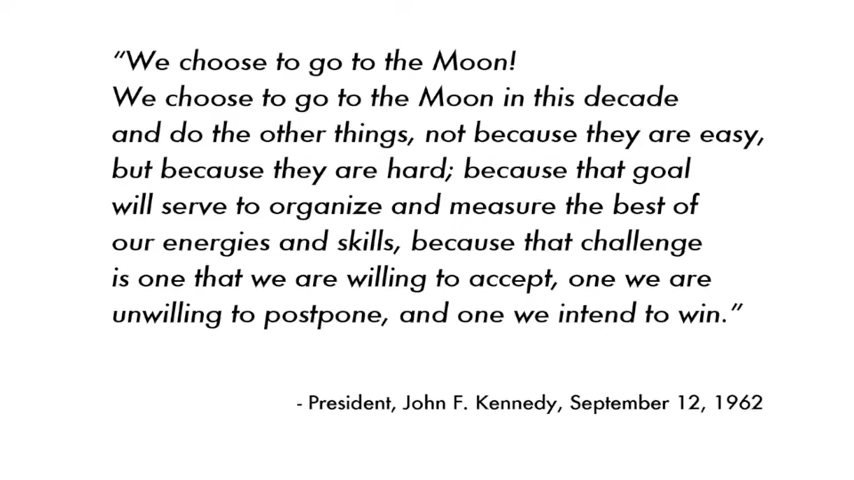 “We choose to go to the Moon!
We choose to go to the Moon in this decade
and do the other things, not because they are easy,
but because they are hard; because that goal
will serve to organize and measure the best of
our energies and skills, because that challenge
is one that we are willing to accept, one we are
unwilling to postpone, and one we intend to win.”
- President, John F. Kennedy, September 12, 1962